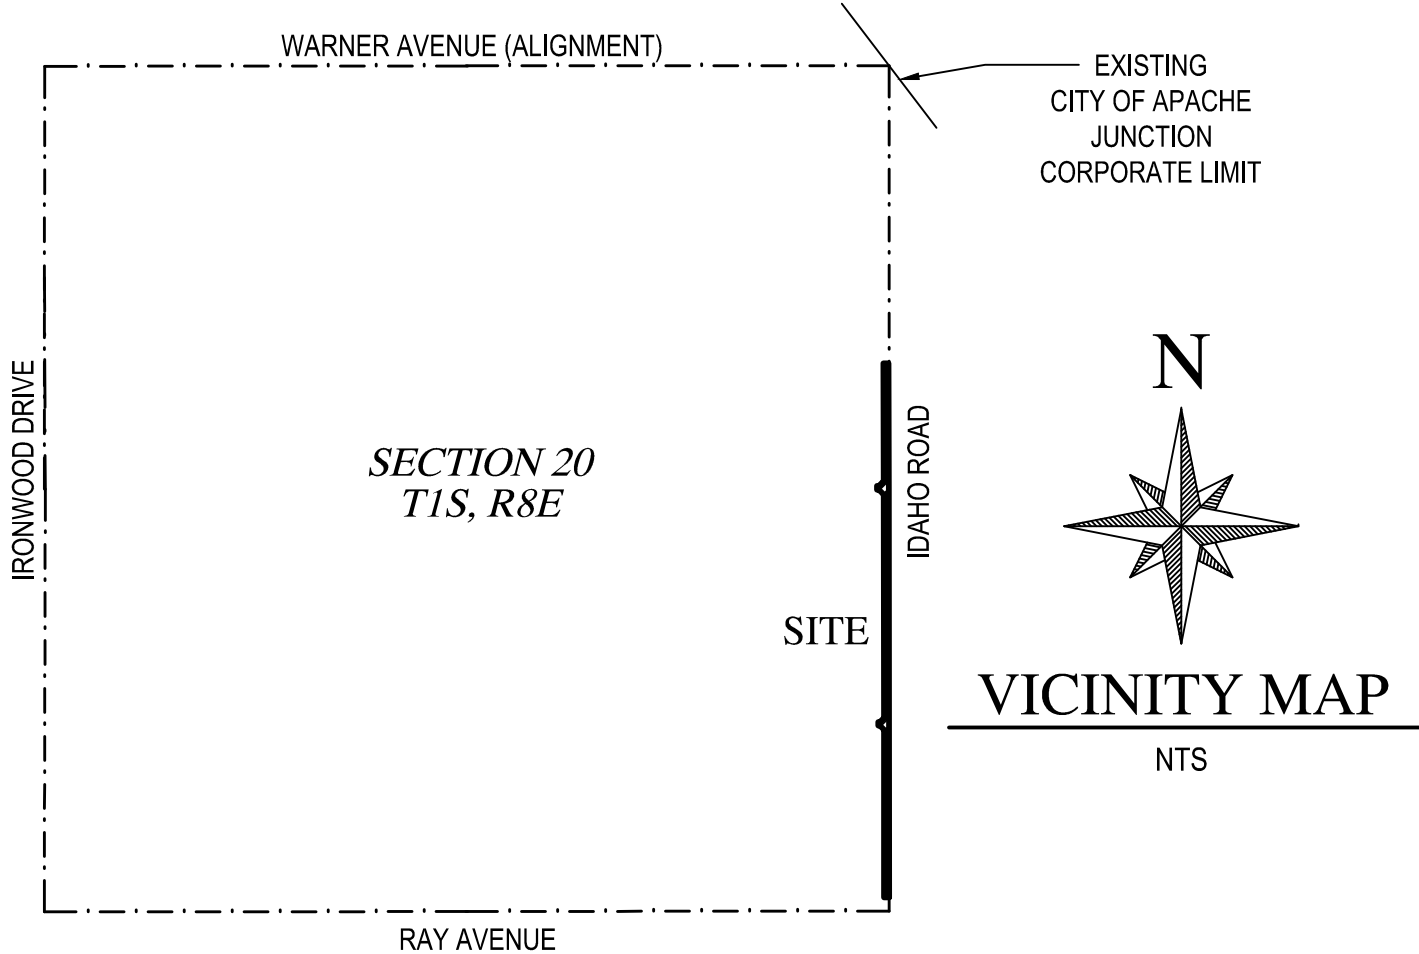 WARNER AVENUE (ALIGNMENT)
EXISTING
CITY OF APACHE
JUNCTION
CORPORATE LIMIT
IRONWOOD DRIVE
SECTION 20
T1S, R8E
IDAHO ROAD
SITE
N
VICINITY MAP
NTS
RAY AVENUE